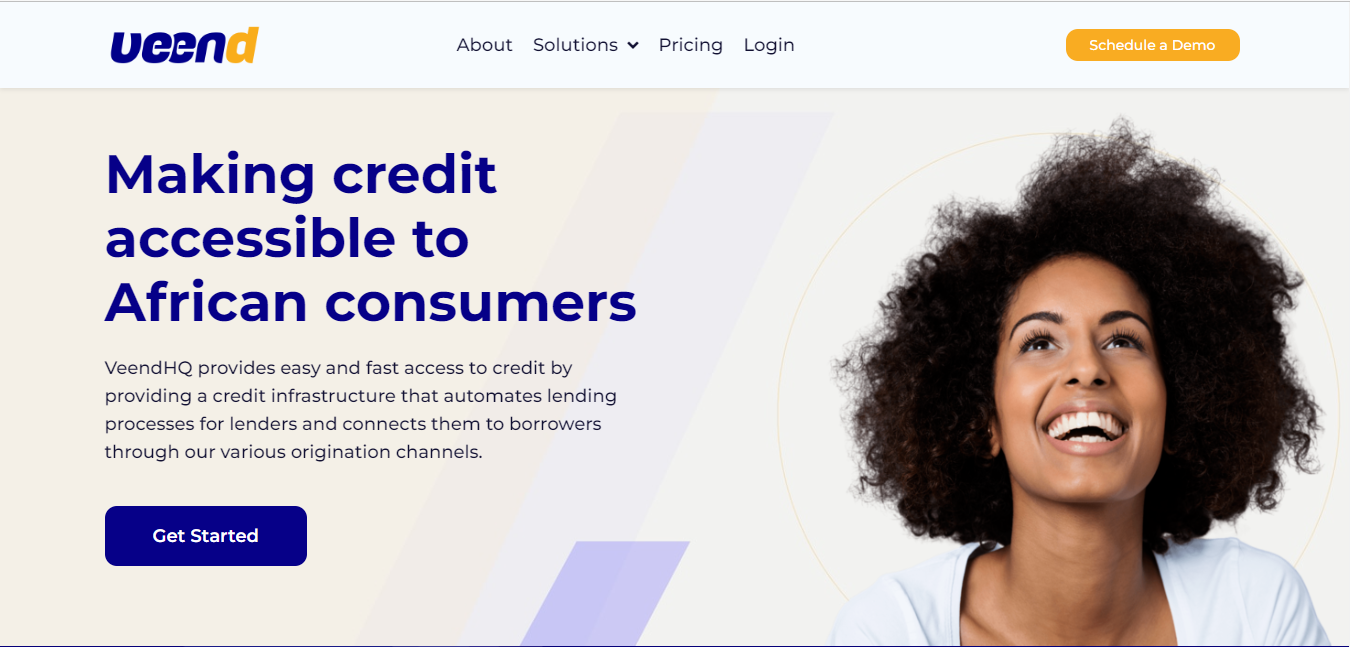 veend
About
Solutions
Pricing
Login
Schedule a Demo
Making credit
accessible to
African consumers
VeendHQ provides easy and fast access to credit by
providing a credit infrastructure that automates lending
processes for lenders and connects them to borrowers
through our various origination channels.
Get Started